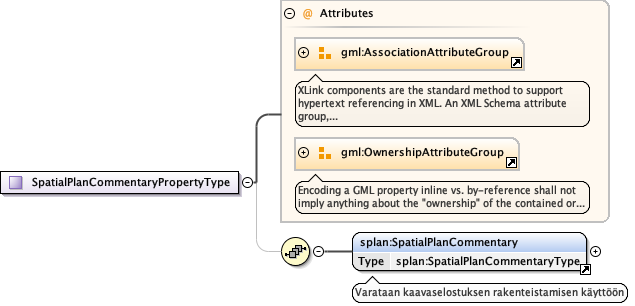 @ Attributes
gml:AssociationAttributeGroup
XLink components are the standard method to support
hypertext referencing in XML. An XML Schema attribute
group,...
gml:OwnershipAttributeGroup
Encoding a GML property inline vs. by-reference shall not
imply anything about the "ownership" of the contained or...
SpatialPlanCommentaryPropertyType
splan:SpatialPlanCommentary
Type splan:SpatialPlanCommentaryType
Varataan kaavaselostuksen rakenteistamisen käyttöön